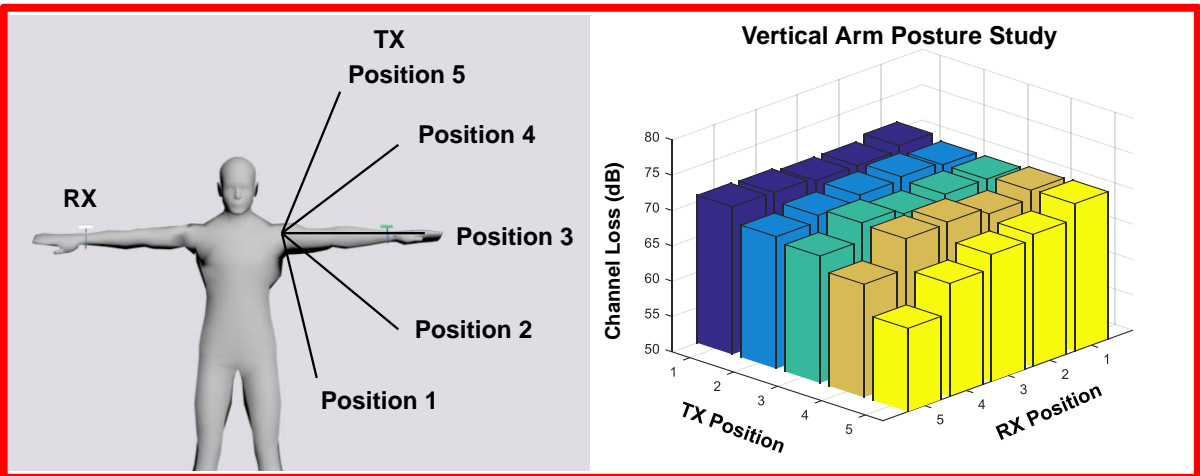 TX
Position 5
Position 4
RX
Position 3
Position 2
Position 1
Vertical Arm Posture Study
80
75
70
65
60
55
50
Channel Loss (dB)
1
2
3
4
5
TX Position
5
4
3
2
1
RX Position